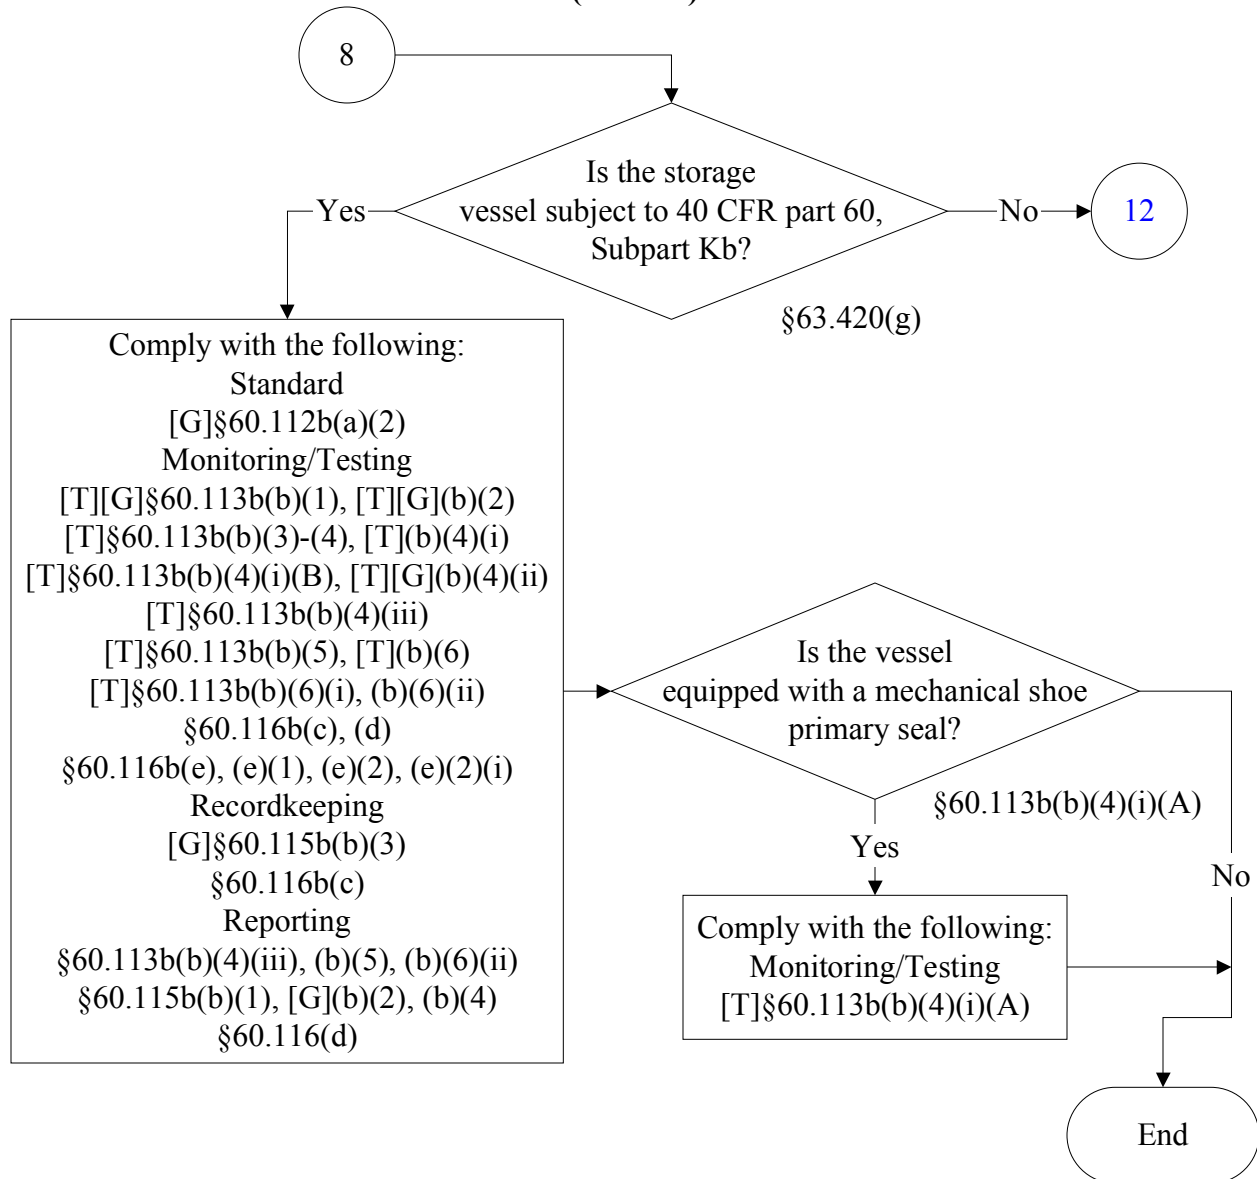 8
Is the storage
vessel subject to 40 CFR part 60,
Subpart Kb?
Yes
No
12
§63.420(g)
Comply with the following:
Standard
[G]§60.112b(a)(2)
Monitoring/Testing
[T][G]§60.113b(b)(1), [T][G](b)(2)
[T]§60.113b(b)(3)-(4), [T](b)(4)(i)
[T]§60.113b(b)(4)(i)(B), [T][G](b)(4)(ii)
[T]§60.113b(b)(4)(iii)
[T]§60.113b(b)(5), [T](b)(6)
[T]§60.113b(b)(6)(i), (b)(6)(ii)
§60.116b(c), (d)
§60.116b(e), (e)(1), (e)(2), (e)(2)(i)
Recordkeeping
[G]§60.115b(b)(3)
§60.116b(c)
Reporting
§60.113b(b)(4)(iii), (b)(5), (b)(6)(ii)
§60.115b(b)(1), [G](b)(2), (b)(4)
§60.116(d)
Is the vessel
equipped with a mechanical shoe
primary seal?
§60.113b(b)(4)(i)(A)
Yes
No
Comply with the following:
Monitoring/Testing
[T]§60.113b(b)(4)(i)(A)
End